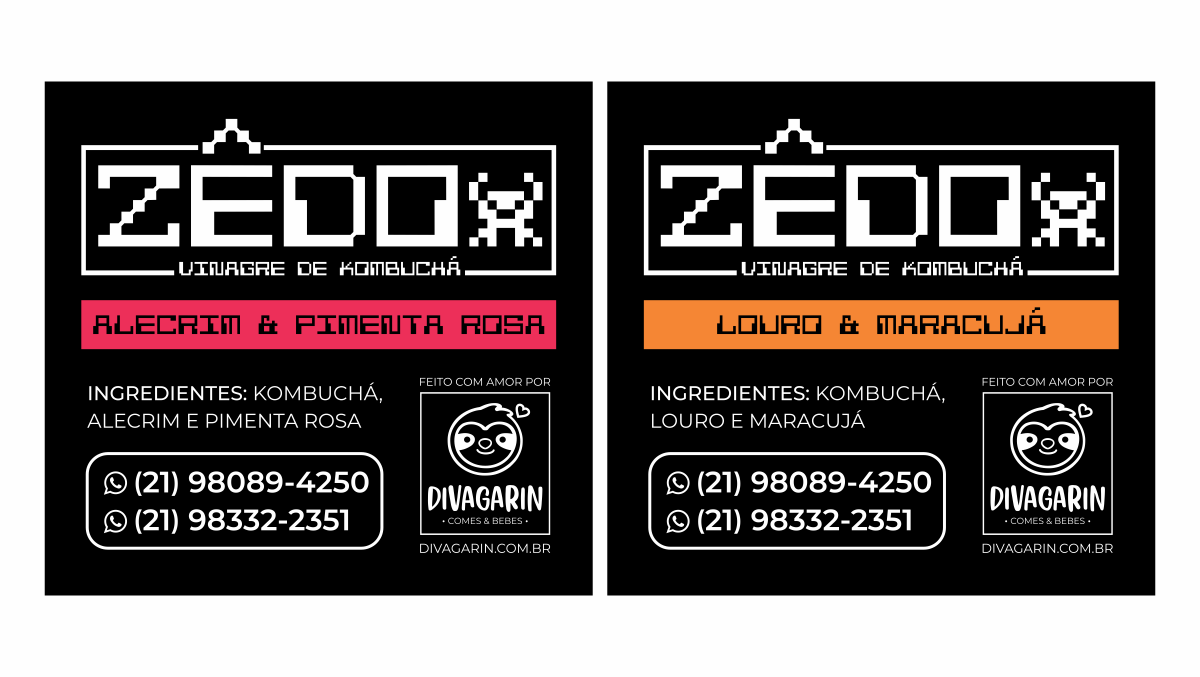 ZÊDO
VINAGRE DE KOMBUCHÁ
ALECRIM & PIMENTA ROSA
INGREDIENTES: KOMBUCHÁ,
ALECRIM E PIMENTA ROSA
(21) 98089-4250
(21) 98332-2351
FEITO COM AMOR POR
DIVAGARIN
• COMES & BEBES •
DIVAGARIN.COM.BR
ZÊDO
VINAGRE DE KOMBUCHÁ
LOURO & MARACUJÁ
INGREDIENTES: KOMBUCHÁ,
LOURO E MARACUJÁ
(21) 98089-4250
(21) 98332-2351
FEITO COM AMOR POR
DIVAGARIN
• COMES & BEBES •
DIVAGARIN.COM.BR